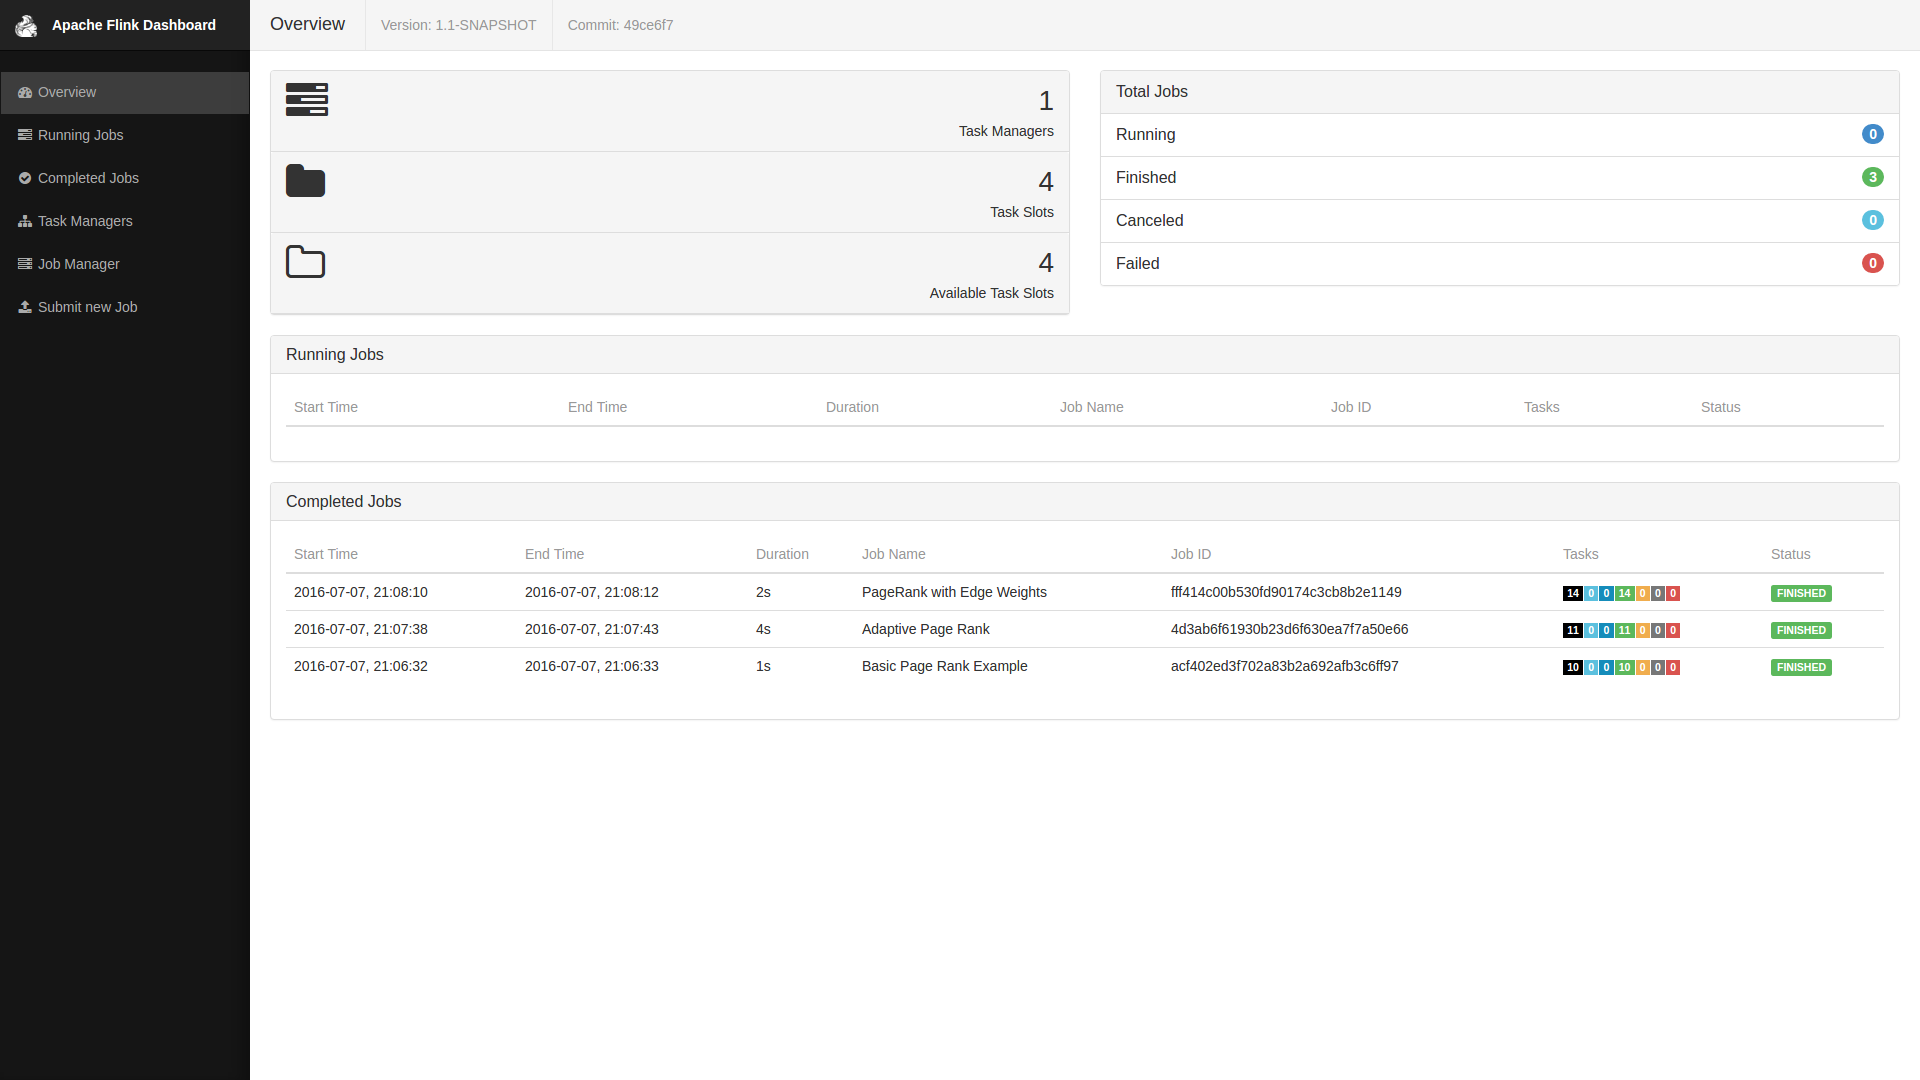 Apache Flink Dashboard
Overview
Running Jobs
Completed Jobs
Task Managers
Job Manager
Submit new Job
Overview Version: 1.1-SNAPSHOT Commit: 49ce6f7
1
Task Managers
4
Task Slots
4
Available Task Slots
Total Jobs
Running 0
Finished 3
Canceled 0
Failed 0
Running Jobs
Start Time End Time Duration Job Name Job ID Tasks Status
Completed Jobs
Start Time End Time Duration Job Name Job ID Tasks Status
2016-07-07, 21:08:10 2016-07-07, 21:08:12 2s PageRank with Edge Weights fff414c00b530fd90174c3cb8b2e1149 14 0 0 14 0 0 0 FINISHED
2016-07-07, 21:07:38 2016-07-07, 21:07:43 4s Adaptive Page Rank 4d3ab6f61930b23d6f630ea7f7a50e66 11 0 0 11 0 0 0 FINISHED
2016-07-07, 21:06:32 2016-07-07, 21:06:33 1s Basic Page Rank Example acf402ed3f702a83b2a692afb3c6ff97 10 0 0 10 0 0 0 FINISHED